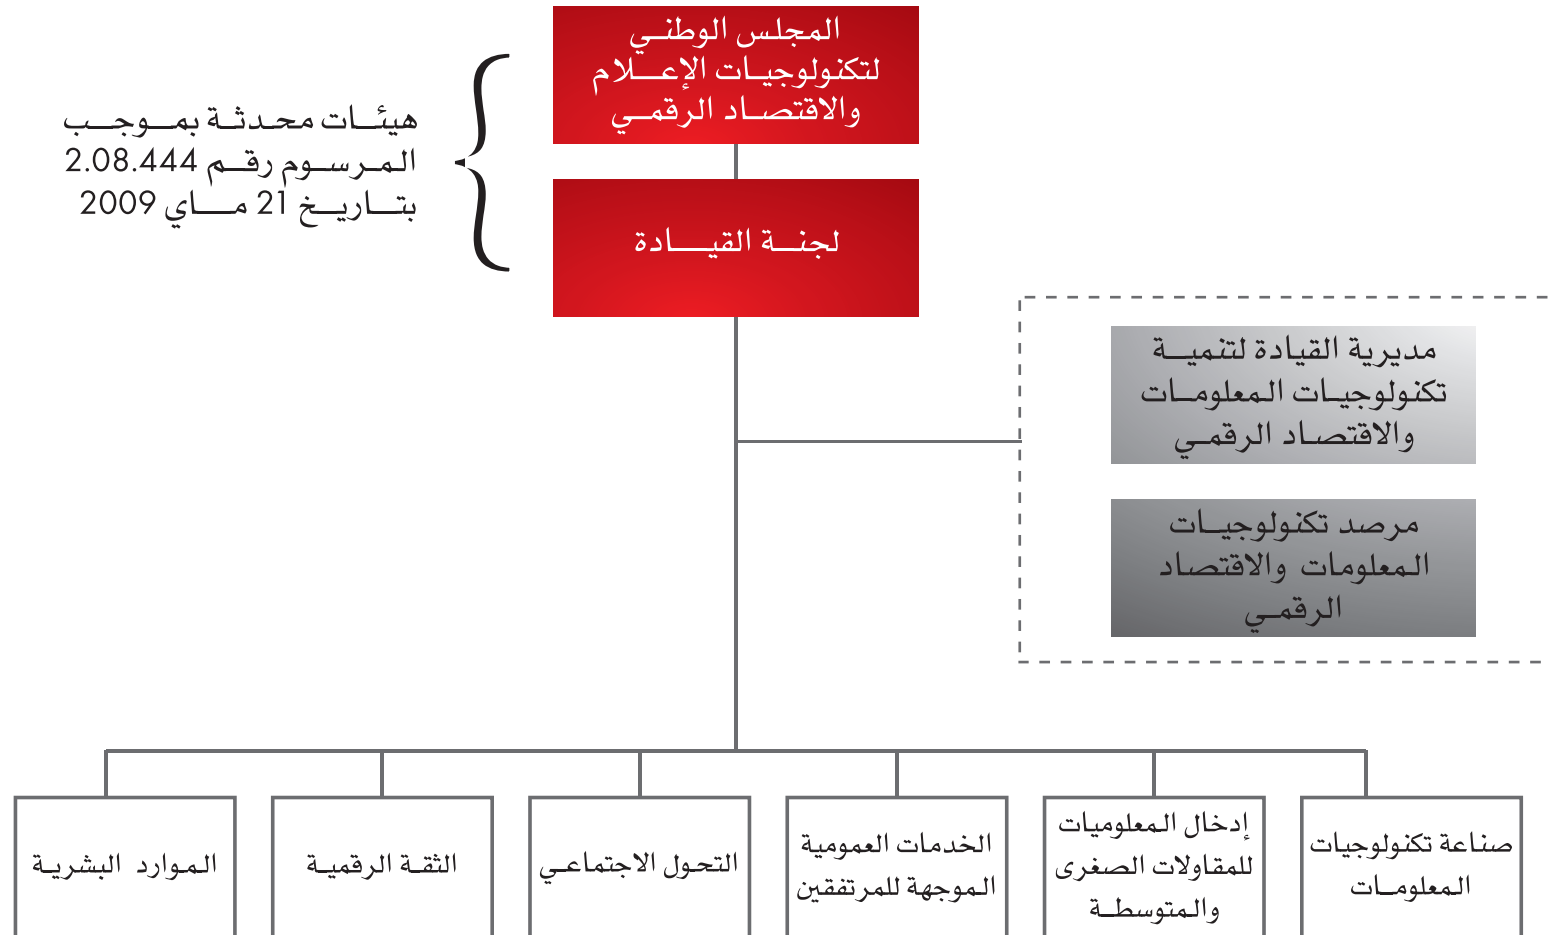 المجلس الوطني
لتكنولوجيات الإعلام
والاقتصاد الرقمي
هيئات محدثة بموجب
المرسوم رقم 2.08.444
بتاريخ 21 ماي 2009
لجنة القيادة
مديرية القيادة لتنمية
تكنولوجيات المعلومات
والاقتصاد الرقمي
مرصد تكنولوجيات
المعلومات والاقتصاد
الرقمي
صناعة تكنولوجيات
المعلومات
إدخال المعلوميات
للمقاولات الصغرى
والمتوسطة
الخدمات العمومية
الموجهة للمرتفقين
التحول الاجتماعي
الثقة الرقمية
الموارد البشرية